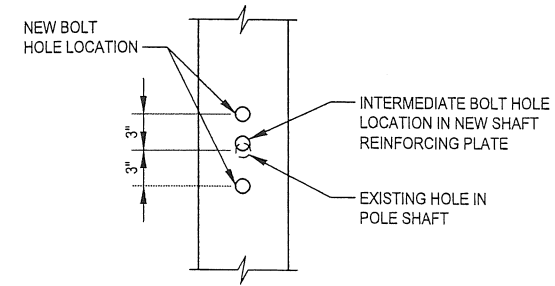 NEW BOLT
HOLE LOCATION
3"
3"
INTERMEDIATE BOLT HOLE
LOCATION IN NEW SHAFT
REINFORCING PLATE
EXISTING HOLE IN
POLE SHAFT